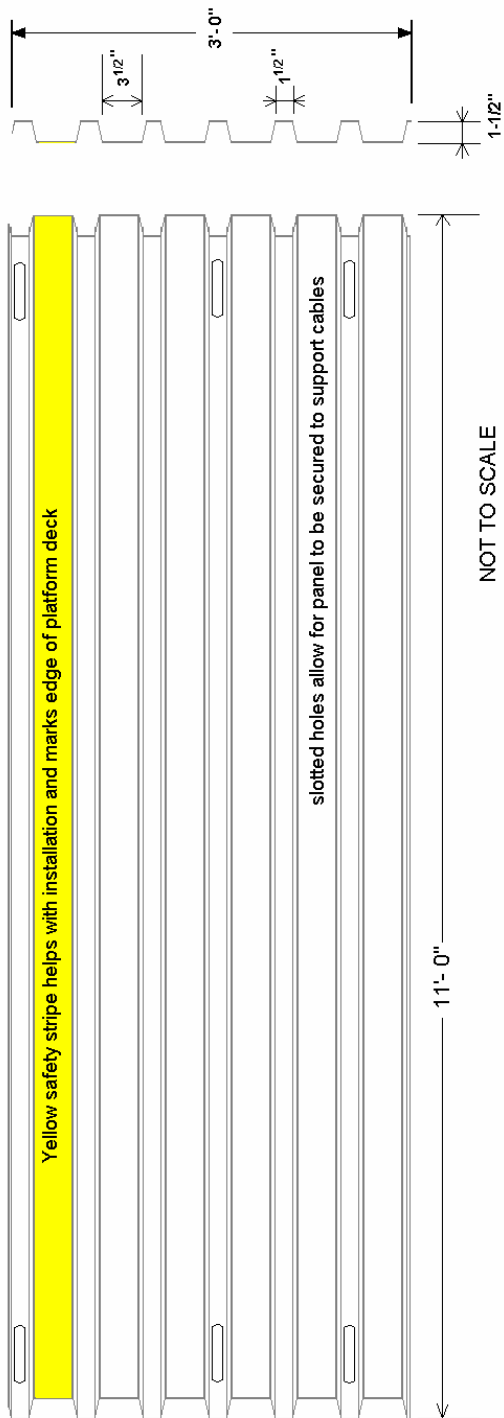 3'-0"
3 1/2"
1 1/2"
1-1/2"
Yellow safety stripe helps with installation and marks edge of platform deck
slotted holes allow for panel to be secured to support cables
11'- 0"
NOT TO SCALE